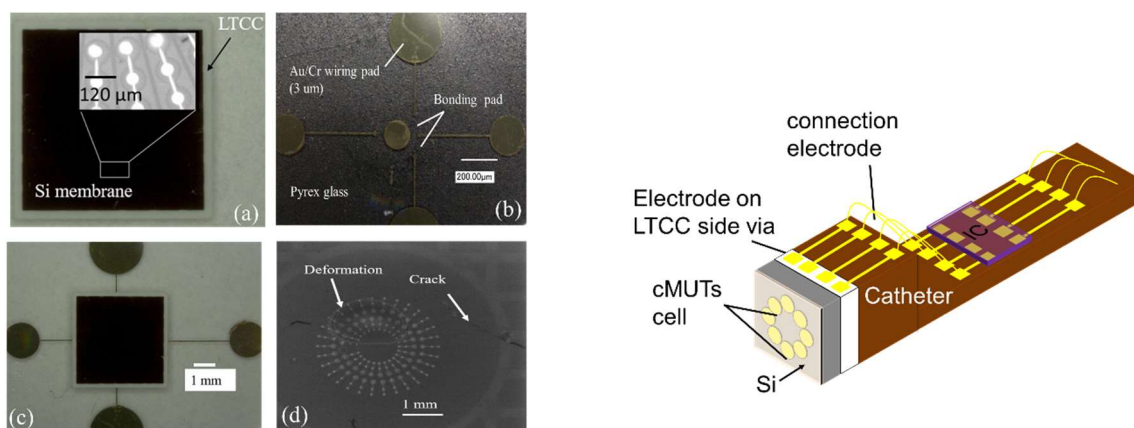 LTCC
120 µm
Si membrane
(a)
Au/Cr wiring pad
(3 um)
Bonding pad
200.00µm
Pyrex glass
(b)
1 mm
(c)
Deformation
Crack
1 mm
(d)
connection
electrode
Electrode on
LTCC side via
IC
cMUTs
cell
Catheter
Si